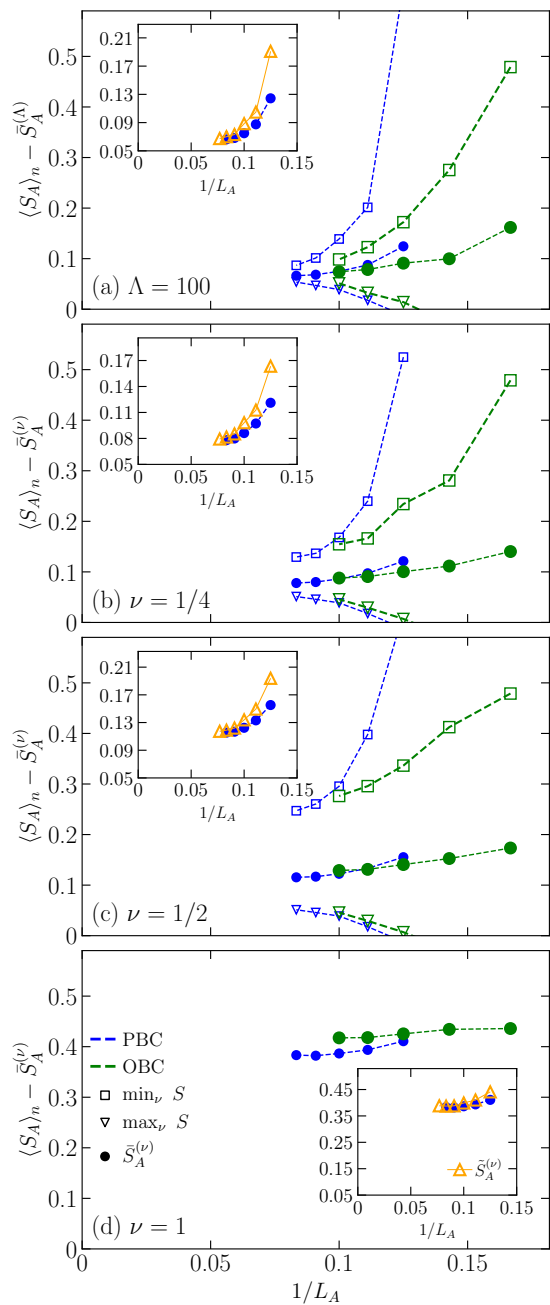 0.5
0.4
0.3
0.2
0.1
0
⟨S_A⟩_n − S̄_A^{(Λ)}
0.21
0.17
0.13
0.09
0.05
0 0.05 0.1 0.15
1/L_A
(a) Λ = 100
0.5
0.4
0.3
0.2
0.1
0
⟨S_A⟩_n − S̄_A^{(ν)}
0.17
0.14
0.11
0.08
0.05
0 0.05 0.1 0.15
1/L_A
(b) ν = 1/4
0.5
0.4
0.3
0.2
0.1
0
⟨S_A⟩_n − S̄_A^{(ν)}
0.21
0.17
0.13
0.09
0.05
0 0.05 0.1 0.15
1/L_A
(c) ν = 1/2
0.5
0.4
0.3
0.2
0.1
0
⟨S_A⟩_n − S̄_A^{(ν)}
PBC
OBC
min_ν S
max_ν S
S̄_A^{(ν)}
0.45
0.35
0.25
0.15
0.05
S̃_A^{(ν)}
0 0.05 0.1 0.15
1/L_A
(d) ν = 1
0 0.05 0.1 0.15
1/L_A